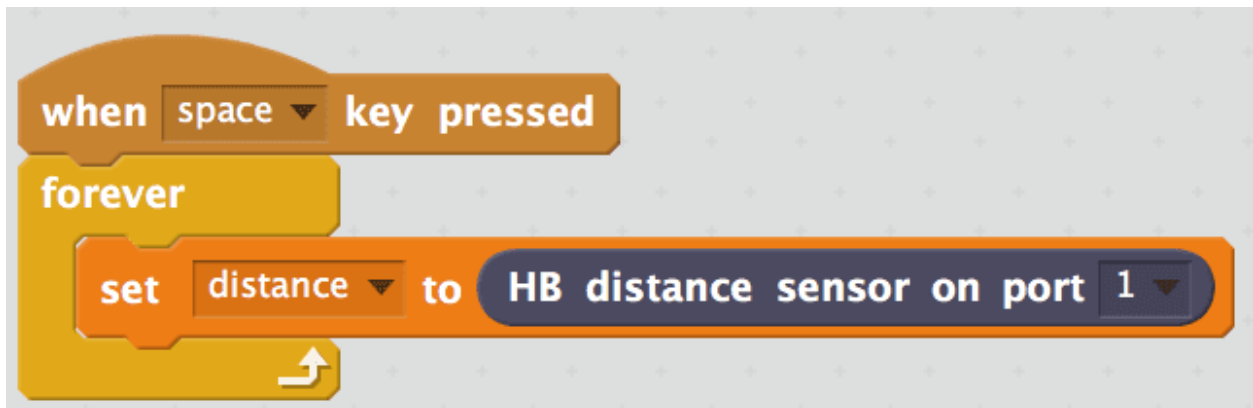 when space key pressed
forever
set distance to HB distance sensor on port 1